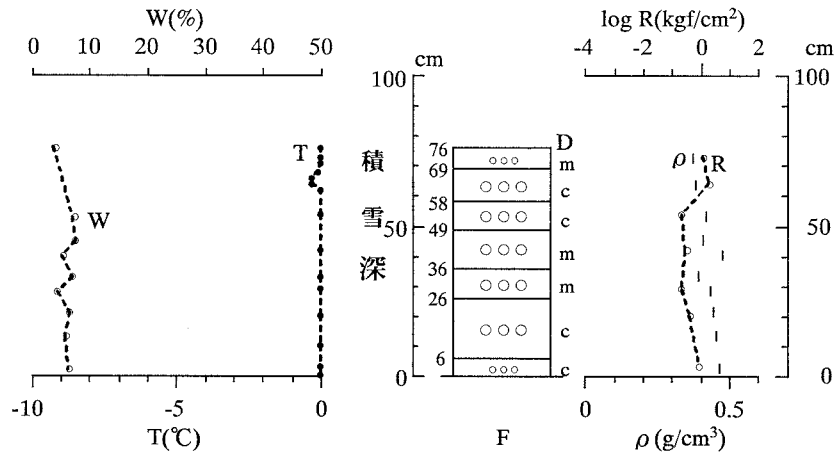 W(%)
0 10 20 30 40 50
T
W
-10 -5 0
T(℃)
積雪深
cm
100
50
0
D
76 m
69 c
58 c
49 m
36 m
26 c
6 c
F
log R(kgf/cm2)
-4 0 2
cm
ρ R
100
50
0
0 0.5
ρ (g/cm3)